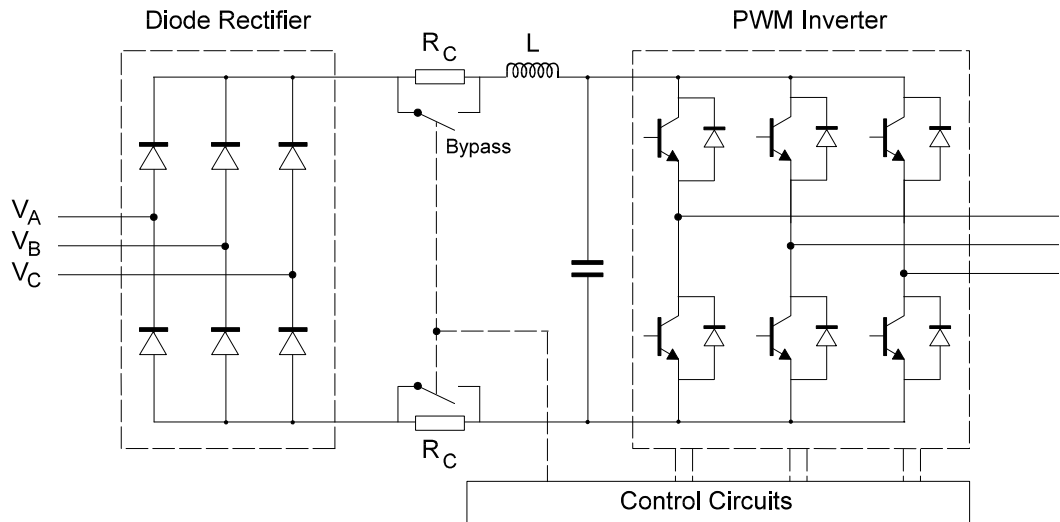 Diode Rectifier
PWM Inverter
R_C
L
Bypass
V_A
V_B
V_C
R_C
Control Circuits